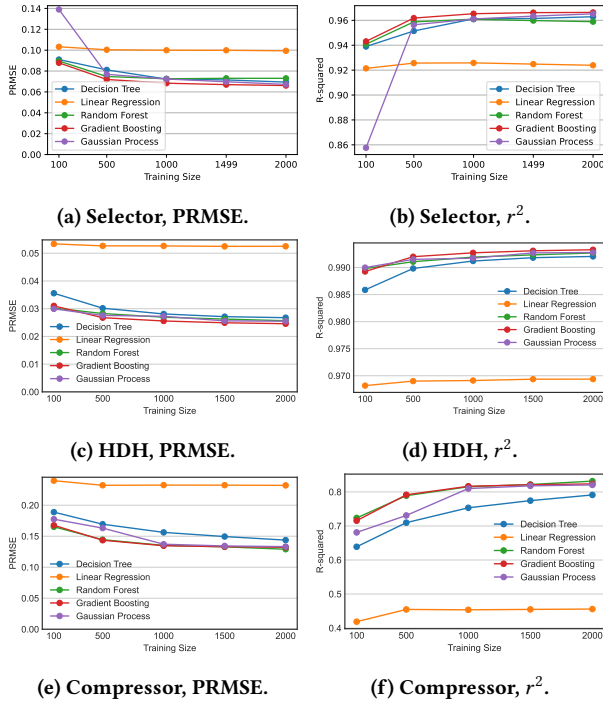 0.14
0.12
0.10
0.08
0.06
0.04
0.02
0.00
PRMSE
Decision Tree
Linear Regression
Random Forest
Gradient Boosting
Gaussian Process
100 500 1000 1499 2000
Training Size
(a) Selector, PRMSE.
0.96
0.94
0.92
0.90
0.88
0.86
R-squared
Decision Tree
Linear Regression
Random Forest
Gradient Boosting
Gaussian Process
100 500 1000 1499 2000
Training Size
(b) Selector, r².
0.05
0.04
0.03
0.02
0.01
0.00
PRMSE
Decision Tree
Linear Regression
Random Forest
Gradient Boosting
Gaussian Process
100 500 1000 1500 2000
Training Size
(c) HDH, PRMSE.
0.990
0.985
0.980
0.975
0.970
R-squared
Decision Tree
Linear Regression
Random Forest
Gradient Boosting
Gaussian Process
100 500 1000 1500 2000
Training Size
(d) HDH, r².
0.20
0.15
0.10
0.05
0.00
PRMSE
Decision Tree
Linear Regression
Random Forest
Gradient Boosting
Gaussian Process
100 500 1000 1500 2000
Training Size
(e) Compressor, PRMSE.
0.8
0.7
0.6
0.5
0.4
R-squared
Decision Tree
Linear Regression
Random Forest
Gradient Boosting
Gaussian Process
100 500 1000 1500 2000
Training Size
(f) Compressor, r².